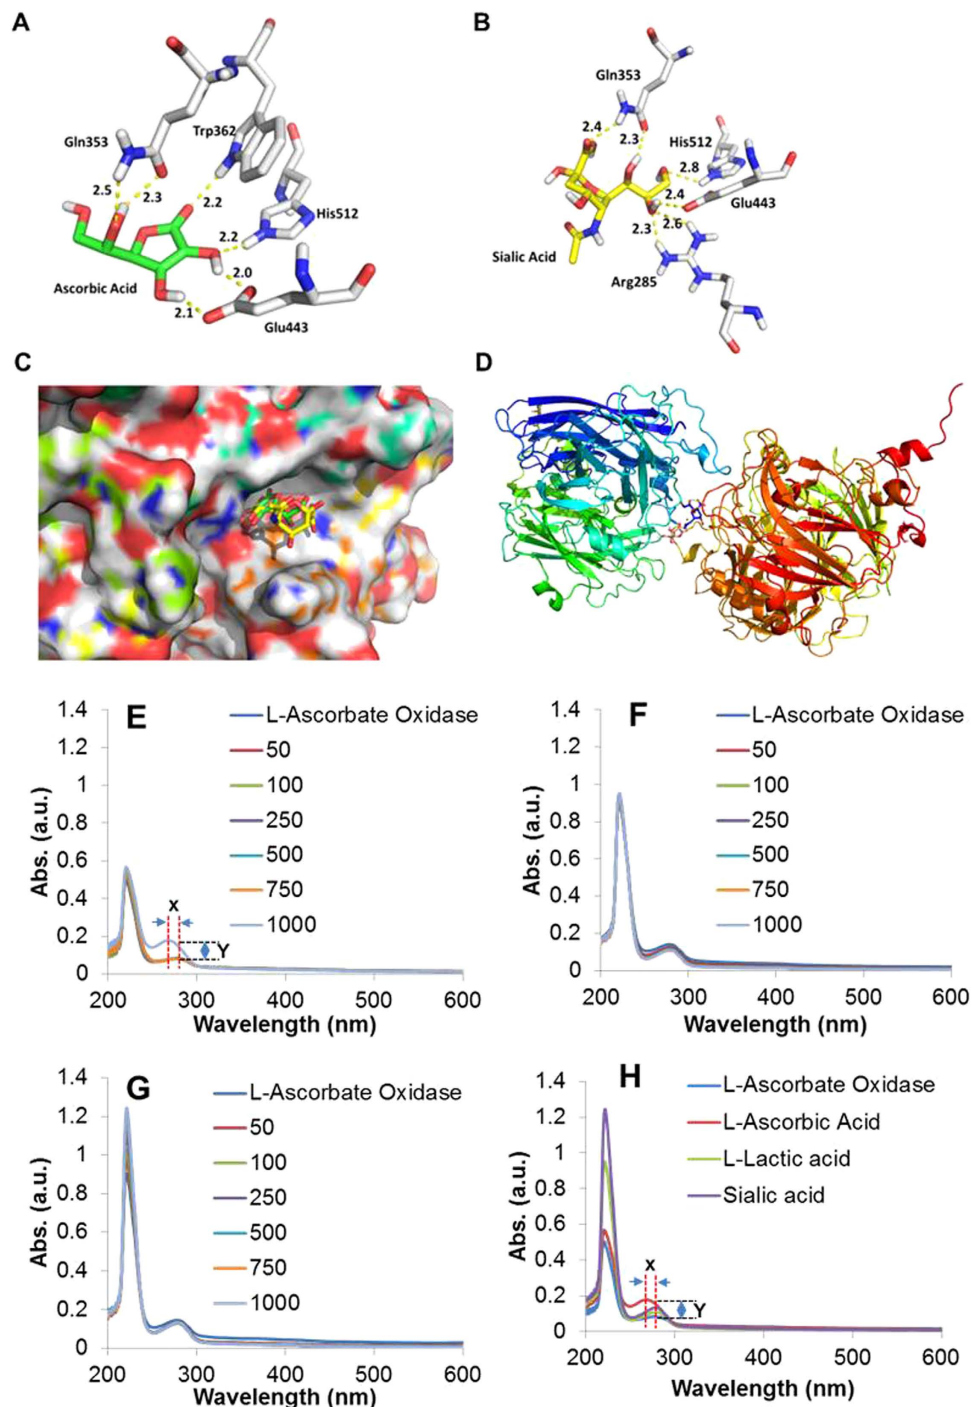 A
Gln353
Trp362
2.5
2.3
2.2
His512
2.2
Ascorbic Acid
2.0
2.1
Glu443
B
Gln353
2.4
2.3
His512
2.8
2.4
Glu443
2.6
2.3
Sialic Acid
Arg285
C
D
E
1.4
1.2
1
0.8
0.6
0.4
0.2
0
Abs. (a.u.)
L-Ascorbate Oxidase
50
100
250
500
750
1000
X
Y
200 300 400 500 600
Wavelength (nm)
F
1.4
1.2
1
0.8
0.6
0.4
0.2
0
Abs. (a.u.)
L-Ascorbate Oxidase
50
100
250
500
750
1000
200 300 400 500 600
Wavelength (nm)
G
1.4
1.2
1
0.8
0.6
0.4
0.2
0
Abs. (a.u.)
L-Ascorbate Oxidase
50
100
250
500
750
1000
200 300 400 500 600
Wavelength (nm)
H
1.4
1.2
1
0.8
0.6
0.4
0.2
0
Abs. (a.u.)
L-Ascorbate Oxidase
L-Ascorbic Acid
L-Lactic acid
Sialic acid
X
Y
200 300 400 500 600
Wavelength (nm)